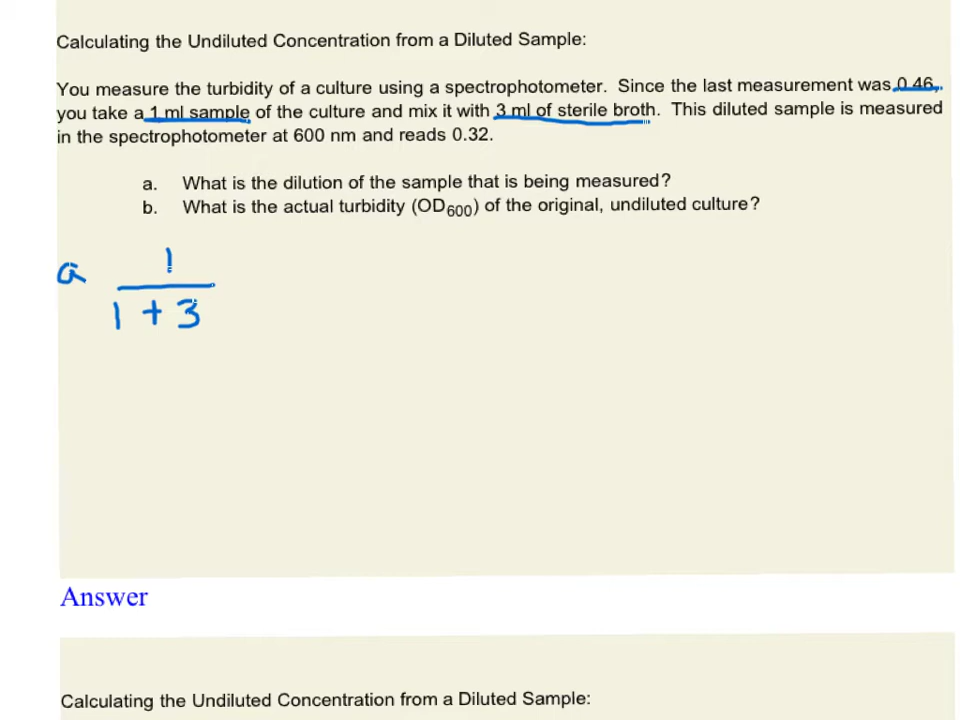 Calculating the Undiluted Concentration from a Diluted Sample:
You measure the turbidity of a culture using a spectrophotometer. Since the last measurement was 0.46,
you take a 1 ml sample of the culture and mix it with 3 ml of sterile broth. This diluted sample is measured
in the spectrophotometer at 600 nm and reads 0.32.
a. What is the dilution of the sample that is being measured?
b. What is the actual turbidity (OD600) of the original, undiluted culture?
a 1
1 + 3
Answer
Calculating the Undiluted Concentration from a Diluted Sample: